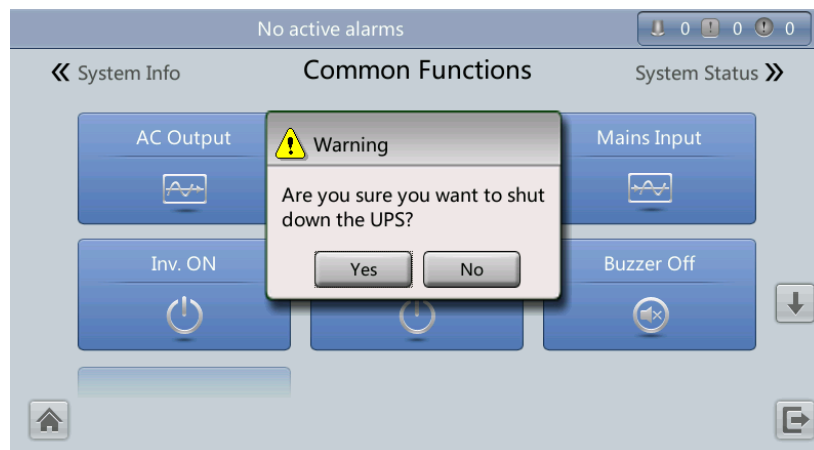 No active alarms
0 0 0
« System Info
Common Functions
System Status »
AC Output
Mains Input
Warning
Are you sure you want to shut
down the UPS?
Yes
No
Inv. ON
Buzzer Off